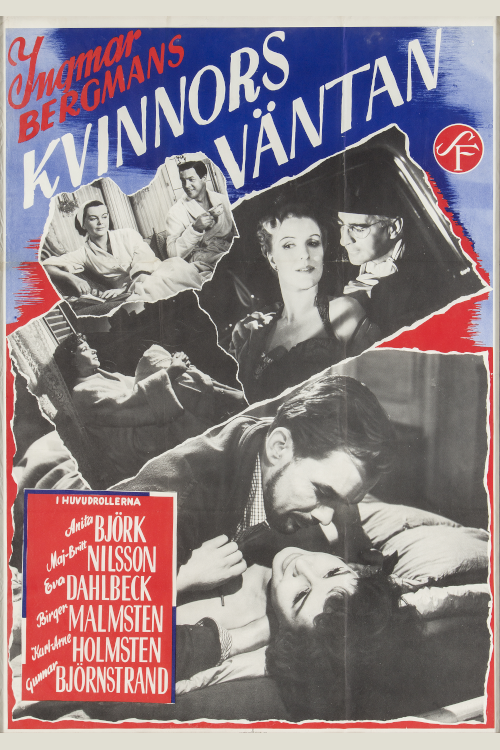 Ingmar
BERGMANS
KVINNORS
VÄNTAN
SF
I HUVUDROLLERNA
Anita BJÖRK
Maj-Britt NILSSON
Eva DAHLBECK
Birger MALMSTEN
Karl-Arne HOLMSTEN
Gunnar BJÖRNSTRAND